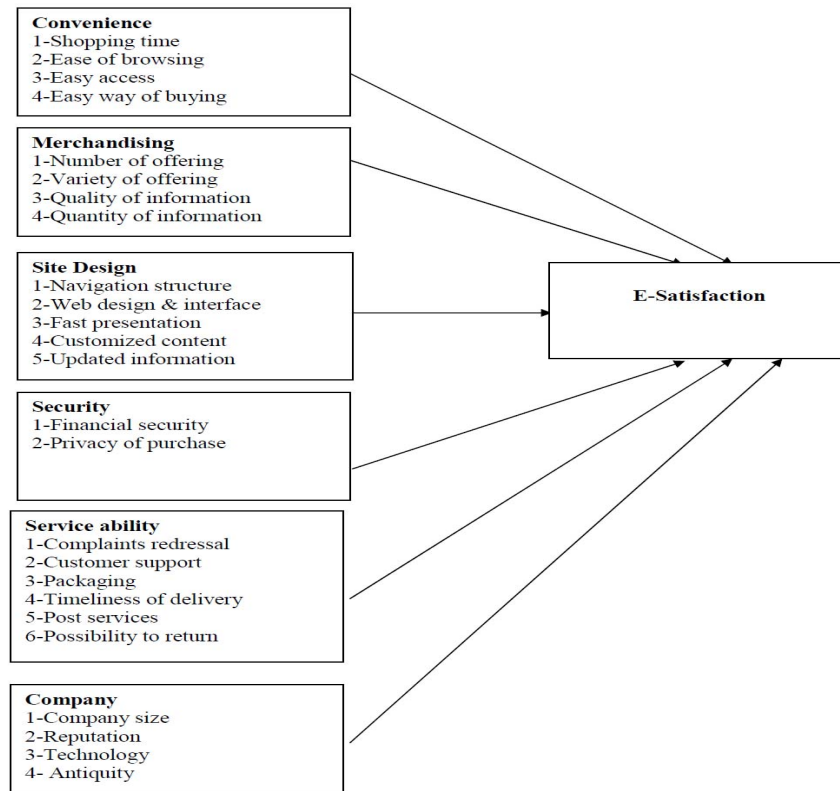 Convenience
1-Shopping time
2-Ease of browsing
3-Easy access
4-Easy way of buying
Merchandising
1-Number of offering
2-Variety of offering
3-Quality of information
4-Quantity of information
Site Design
1-Navigation structure
2-Web design & interface
3-Fast presentation
4-Customized content
5-Updated information
E-Satisfaction
Security
1-Financial security
2-Privacy of purchase
Service ability
1-Complaints redressal
2-Customer support
3-Packaging
4-Timeliness of delivery
5-Post services
6-Possibility to return
Company
1-Company size
2-Reputation
3-Technology
4- Antiquity